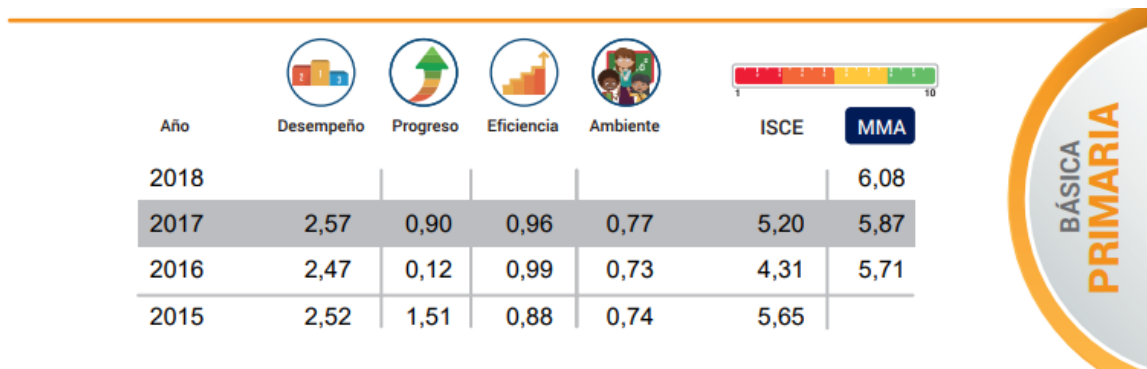 1 10
Año Desempeño Progreso Eficiencia Ambiente ISCE MMA
2018 6,08
2017 2,57 0,90 0,96 0,77 5,20 5,87
2016 2,47 0,12 0,99 0,73 4,31 5,71
2015 2,52 1,51 0,88 0,74 5,65
BÁSICA
PRIMARIA